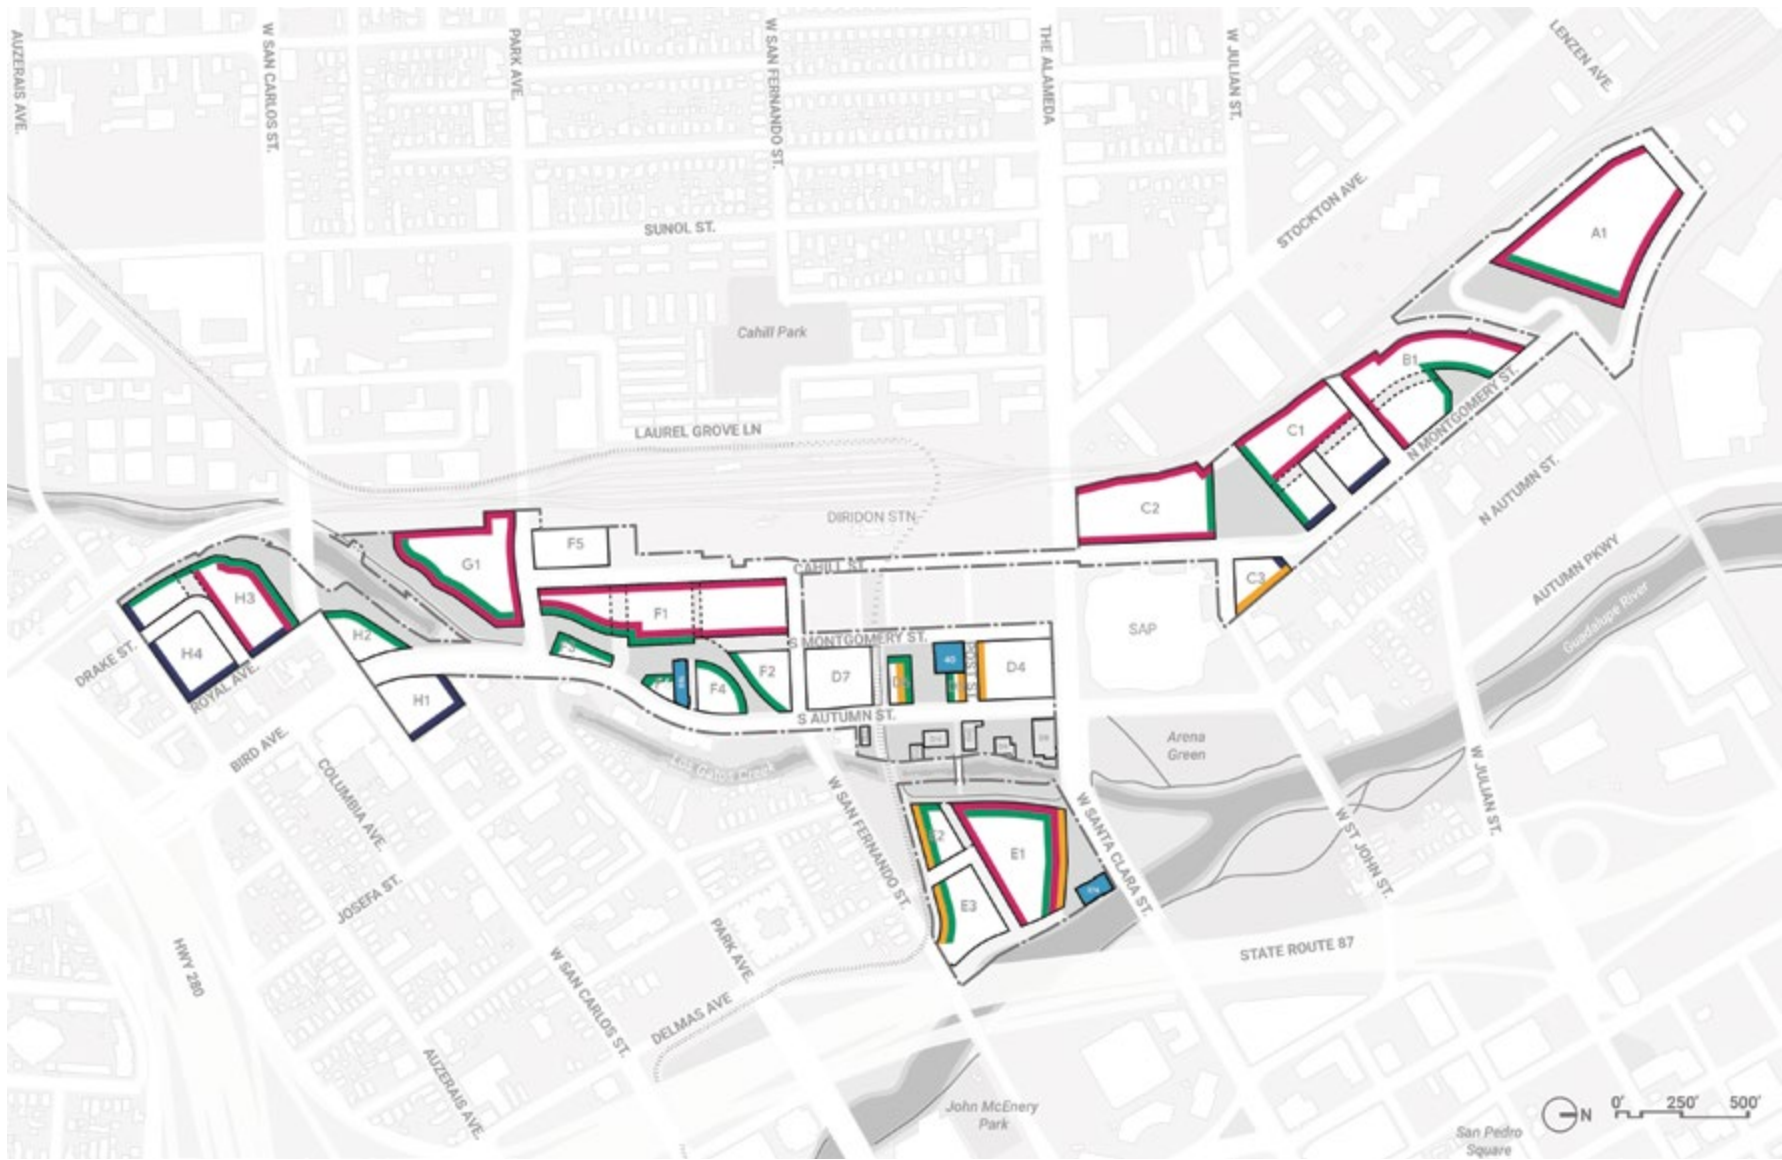 AUZERAIS AVE.
W SAN CARLOS ST.
PARK AVE.
W SAN FERNANDO ST.
THE ALAMEDA
W JULIAN ST.
LENZEN AVE.
STOCKTON AVE.
SUNOL ST.
A1
Cahill Park
B1
LAUREL GROVE LN
C1
N MONTGOMERY ST.
N AUTUMN ST.
C2
DIRIDON STN
F5
G1
CAHILL ST.
C3
AUTUMN PKWY
Guadalupe River
H3
F1
SAP
H2
S MONTGOMERY ST.
H4
DRAKE ST.
F3
D7
F2
F4
D4
POST ST
ROYAL AVE.
H1
S AUTUMN ST.
BIRD AVE.
Arena
Green
Los Gatos Creek
COLUMBIA AVE.
W SAN FERNANDO ST.
W SANTA CLARA ST.
W ST JOHN ST.
W JULIAN ST.
E2
E1
E3
JOSEFA ST.
PARK AVE.
HWY 280
W SAN CARLOS ST.
STATE ROUTE 87
DELMAS AVE
AUZERAIS AVE.
John McEnery
Park
N
0' 250' 500'
San Pedro
Square